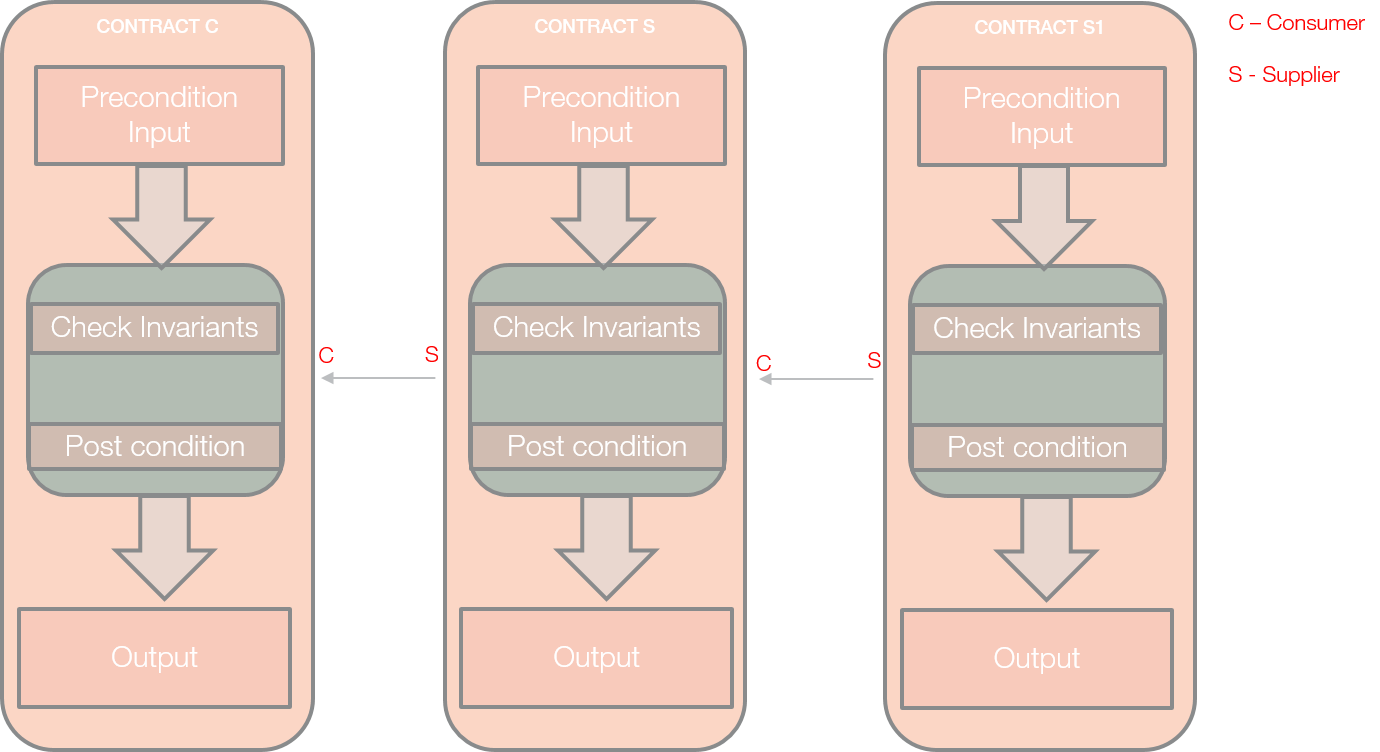 CONTRACT C
Precondition
Input
Check Invariants
Post condition
Output
C
S
CONTRACT S
Precondition
Input
Check Invariants
Post condition
Output
C
S
CONTRACT S1
Precondition
Input
Check Invariants
Post condition
Output
C – Consumer
S - Supplier